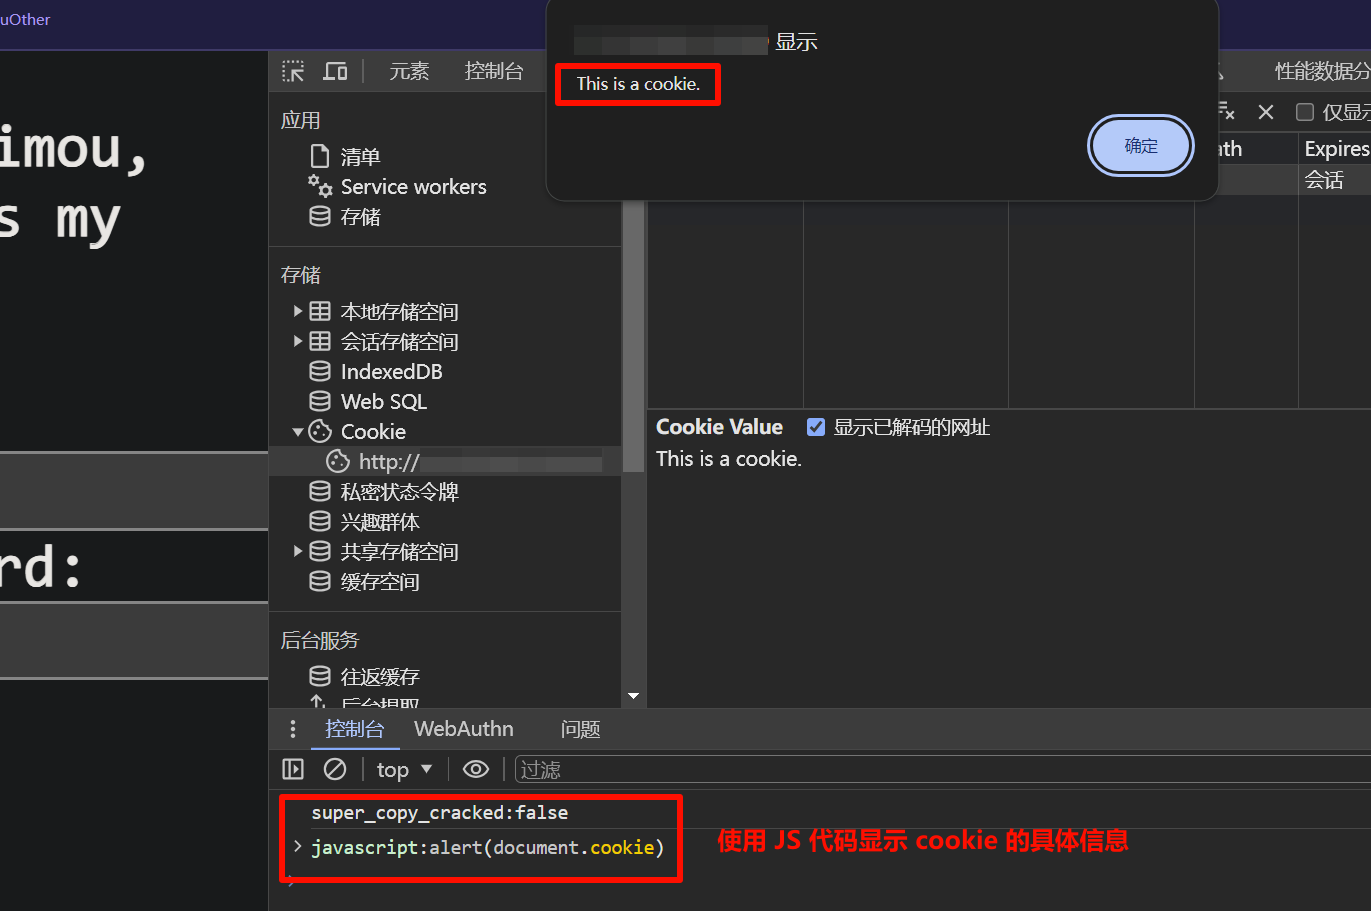 uOther
显示
This is a cookie.
确定
元素
控制台
性能数据分
仅显示
ath
Expires
会话
imou,
s my
rd:
应用
清单
Service workers
存储
存储
本地存储空间
会话存储空间
IndexedDB
Web SQL
Cookie
http://
私密状态令牌
兴趣群体
共享存储空间
缓存空间
后台服务
往返缓存
后台提取
Cookie Value
显示已解码的网址
This is a cookie.
控制台
WebAuthn
问题
top
过滤
super_copy_cracked:false
javascript:alert(document.cookie)
使用 JS 代码显示 cookie 的具体信息